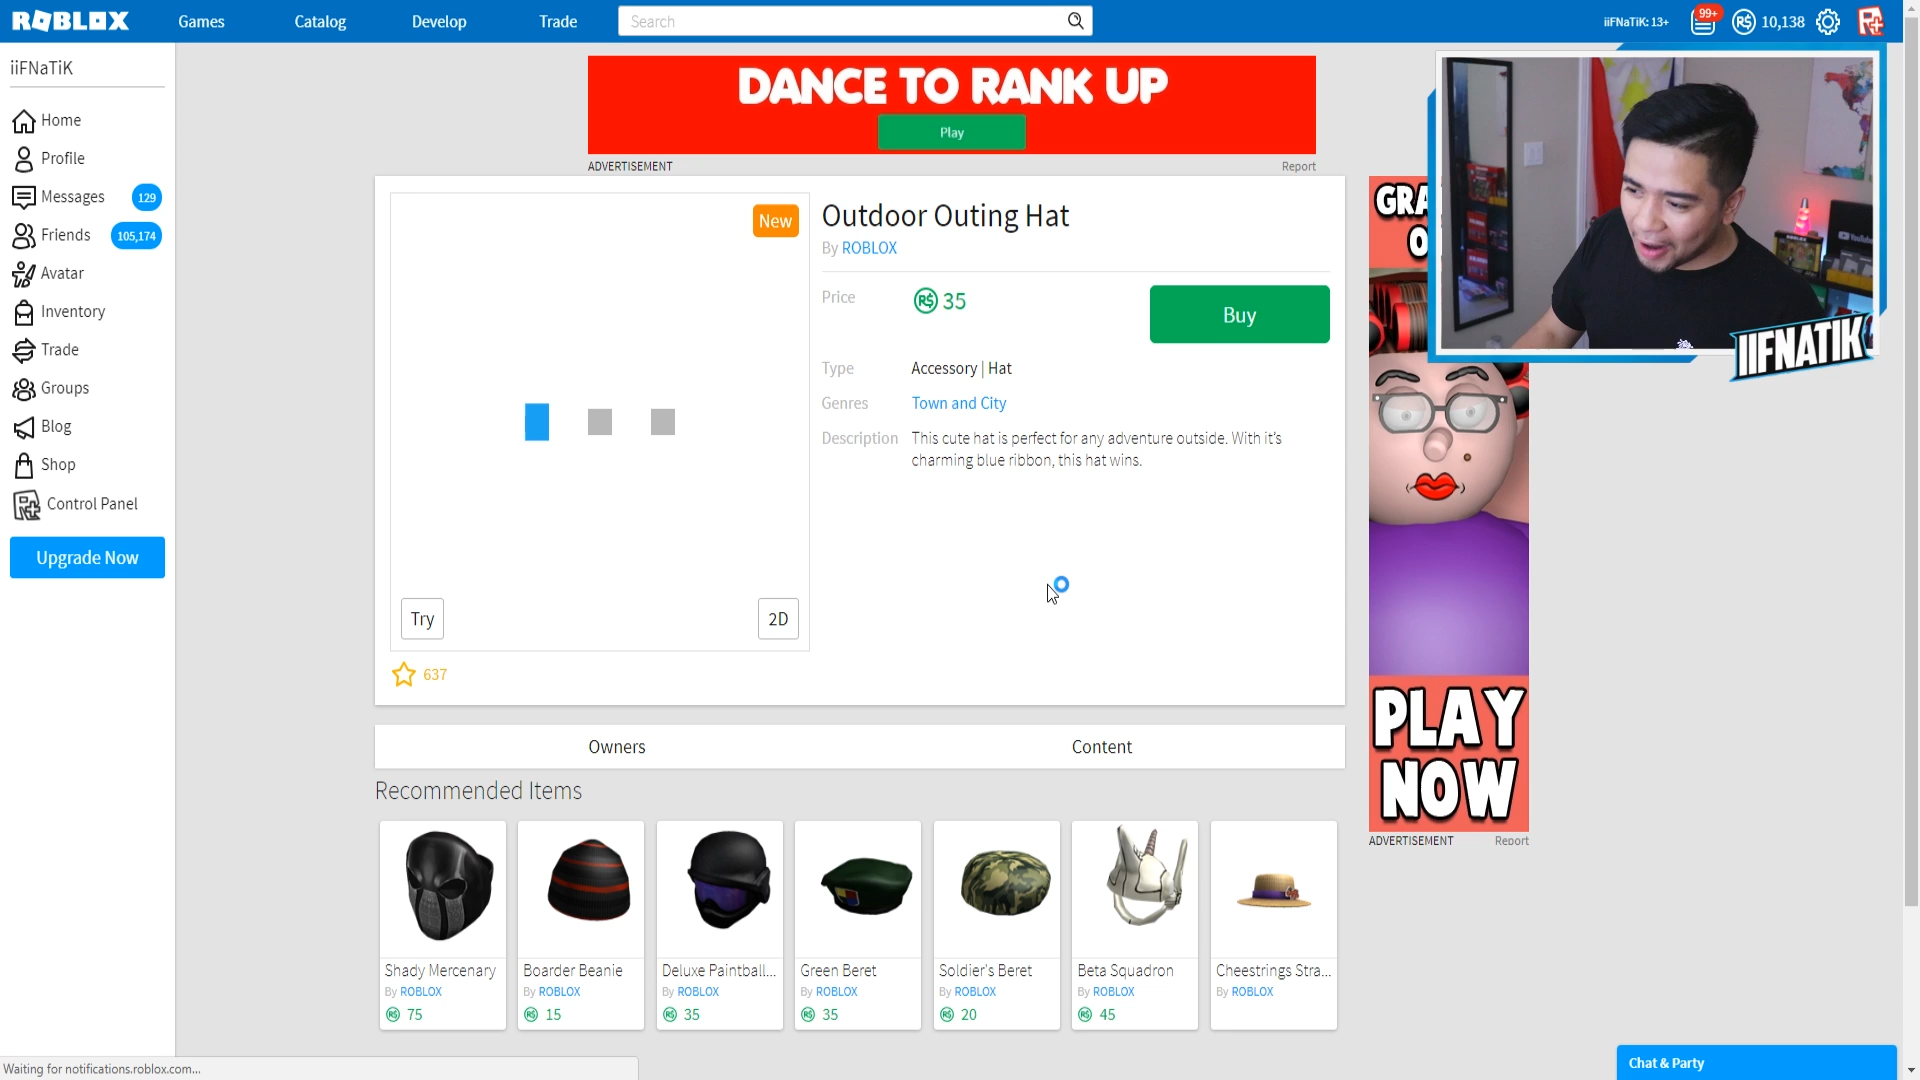 ROBLOX
Games
Catalog
Develop
Trade
Search
iiFNaTiK: 13+
99+
10,138
iiFNaTiK
Home
Profile
Messages
129
Friends
105,174
Avatar
Inventory
Trade
Groups
Blog
Shop
Control Panel
Upgrade Now
DANCE TO RANK UP
Play
ADVERTISEMENT
Report
New
Outdoor Outing Hat
By ROBLOX
Price
R$ 35
Buy
Type
Accessory | Hat
Genres
Town and City
Description
This cute hat is perfect for any adventure outside. With it's
charming blue ribbon, this hat wins.
Try
2D
637
Owners
Content
IIFNATIK
PLAY
NOW
ADVERTISEMENT
Report
Recommended Items
Shady Mercenary
By ROBLOX
R$ 75
Boarder Beanie
By ROBLOX
R$ 15
Deluxe Paintball...
By ROBLOX
R$ 35
Green Beret
By ROBLOX
R$ 35
Soldier's Beret
By ROBLOX
R$ 20
Beta Squadron
By ROBLOX
R$ 45
Cheestrings Stra...
By ROBLOX
Waiting for notifications.roblox.com...
Chat & Party